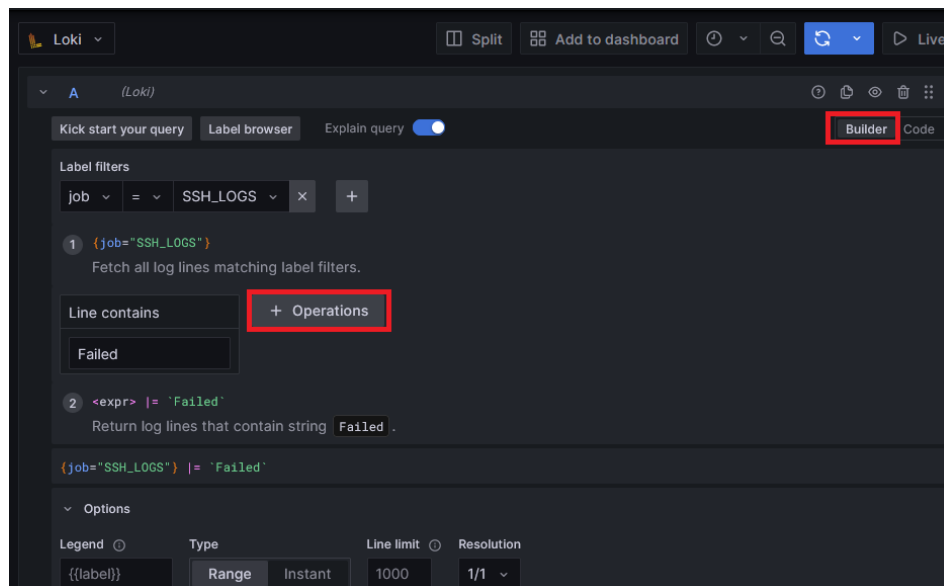 Loki
Split
Add to dashboard
Live
A (Loki)
Kick start your query Label browser Explain query
Builder Code
Label filters
job = SSH_LOGS × +
1 {job="SSH_LOGS"}
Fetch all log lines matching label filters.
Line contains
+ Operations
Failed
2 <expr> |= `Failed`
Return log lines that contain string Failed .
{job="SSH_LOGS"} |= `Failed`
Options
Legend Type Line limit Resolution
{{label}} Range Instant 1000 1/1